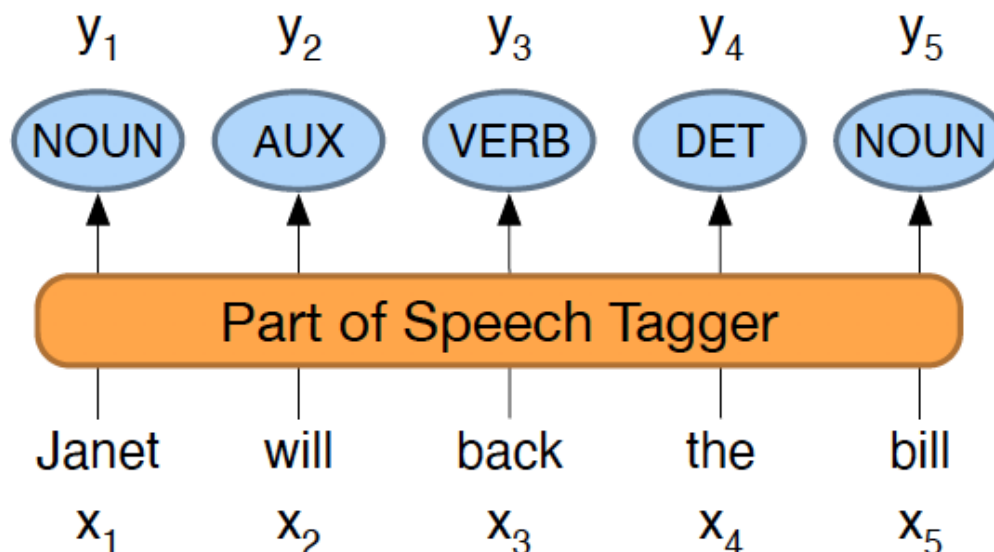 y₁ y₂ y₃ y₄ y₅
NOUN AUX VERB DET NOUN
Part of Speech Tagger
Janet will back the bill
x₁ x₂ x₃ x₄ x₅